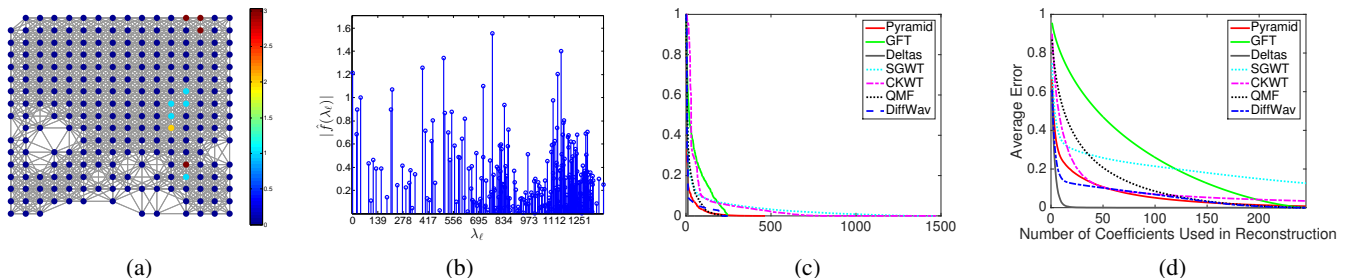 3
2.5
2
1.5
1
0.5
0
(a)
|f̂(λℓ)|
1.6
1.4
1.2
1
0.8
0.6
0.4
0.2
0 139 278 417 556 695 834 973 1112 1251
λℓ
(b)
1
0.8
0.6
0.4
0.2
0
0 500 1000 1500
Pyramid
GFT
Deltas
SGWT
CKWT
QMF
DiffWav
(c)
Average Error
1
0.8
0.6
0.4
0.2
0
0 50 100 150 200
Number of Coefficients Used in Reconstruction
Pyramid
GFT
Deltas
SGWT
CKWT
QMF
DiffWav
(d)